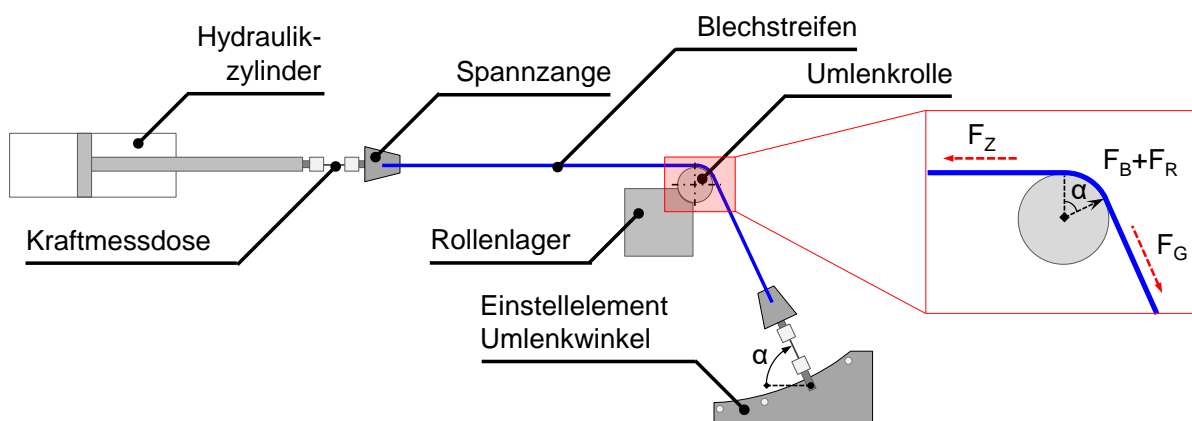 Hydraulik-
zylinder
Spannzange
Blechstreifen
Umlenkrolle
Kraftmessdose
Rollenlager
Einstellelement
Umlenkwinkel
α
F_Z
F_B+F_R
α
F_G